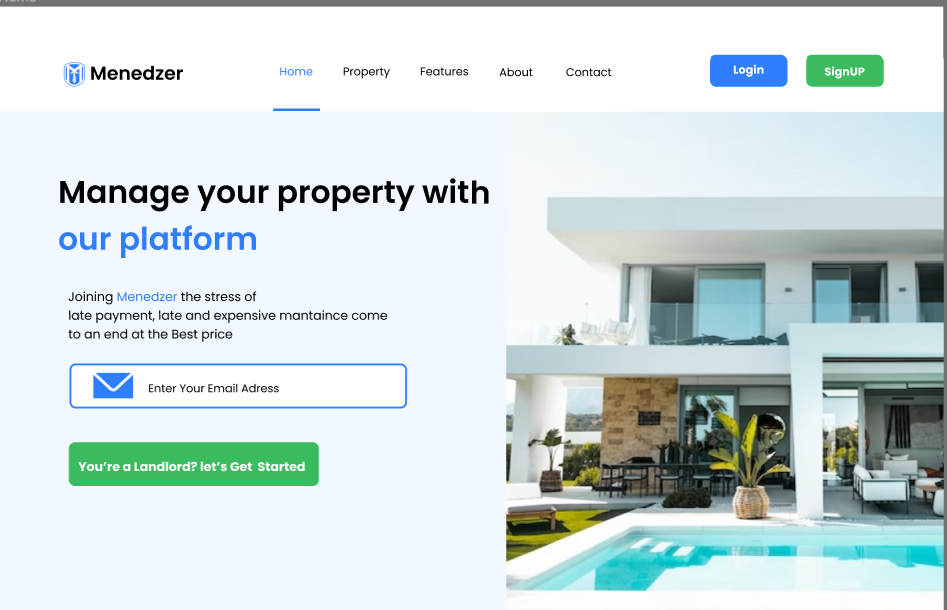 Menedzer
Home
Property
Features
About
Contact
Login
SignUP
Manage your property with
our platform
Joining Menedzer the stress of
late payment, late and expensive mantaince come
to an end at the Best price
Enter Your Email Adress
You're a Landlord? let's Get Started